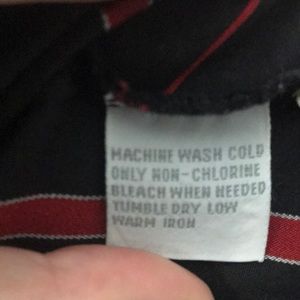 MACHINE WASH COLD
ONLY NON-CHLORINE
BLEACH WHEN NEEDED
TUMBLE DRY LOW
WARM IRON